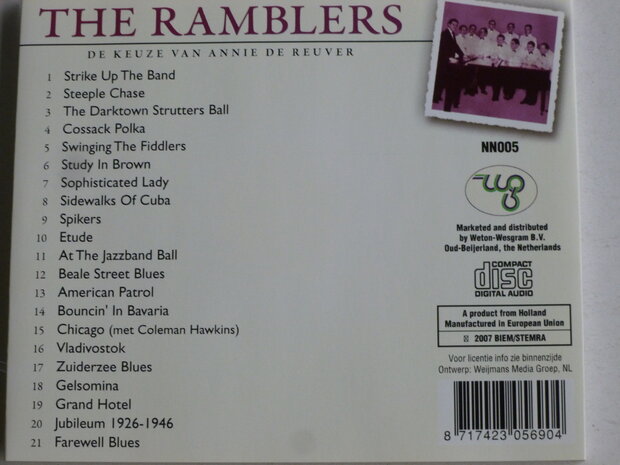 THE RAMBLERS
DE KEUZE VAN ANNIE DE REUVER
1 Strike Up The Band
2 Steeple Chase
3 The Darktown Strutters Ball
4 Cossack Polka
5 Swinging The Fiddlers
6 Study In Brown
7 Sophisticated Lady
8 Sidewalks Of Cuba
9 Spikers
10 Etude
11 At The Jazzband Ball
12 Beale Street Blues
13 American Patrol
14 Bouncin' In Bavaria
15 Chicago (met Coleman Hawkins)
16 Vladivostok
17 Zuiderzee Blues
18 Gelsomina
19 Grand Hotel
20 Jubileum 1926-1946
21 Farewell Blues
NN005
Marketed and distributed
by Weton-Wesgram B.V.
Oud-Beijerland, the Netherlands
COMPACT
disc
DIGITAL AUDIO
A product from Holland
Manufactured in European Union
℗ 2007 BIEM/STEMRA
Voor licentie info zie binnenzijde
Ontwerp: Weijmans Media Groep, NL
8 717423 056904